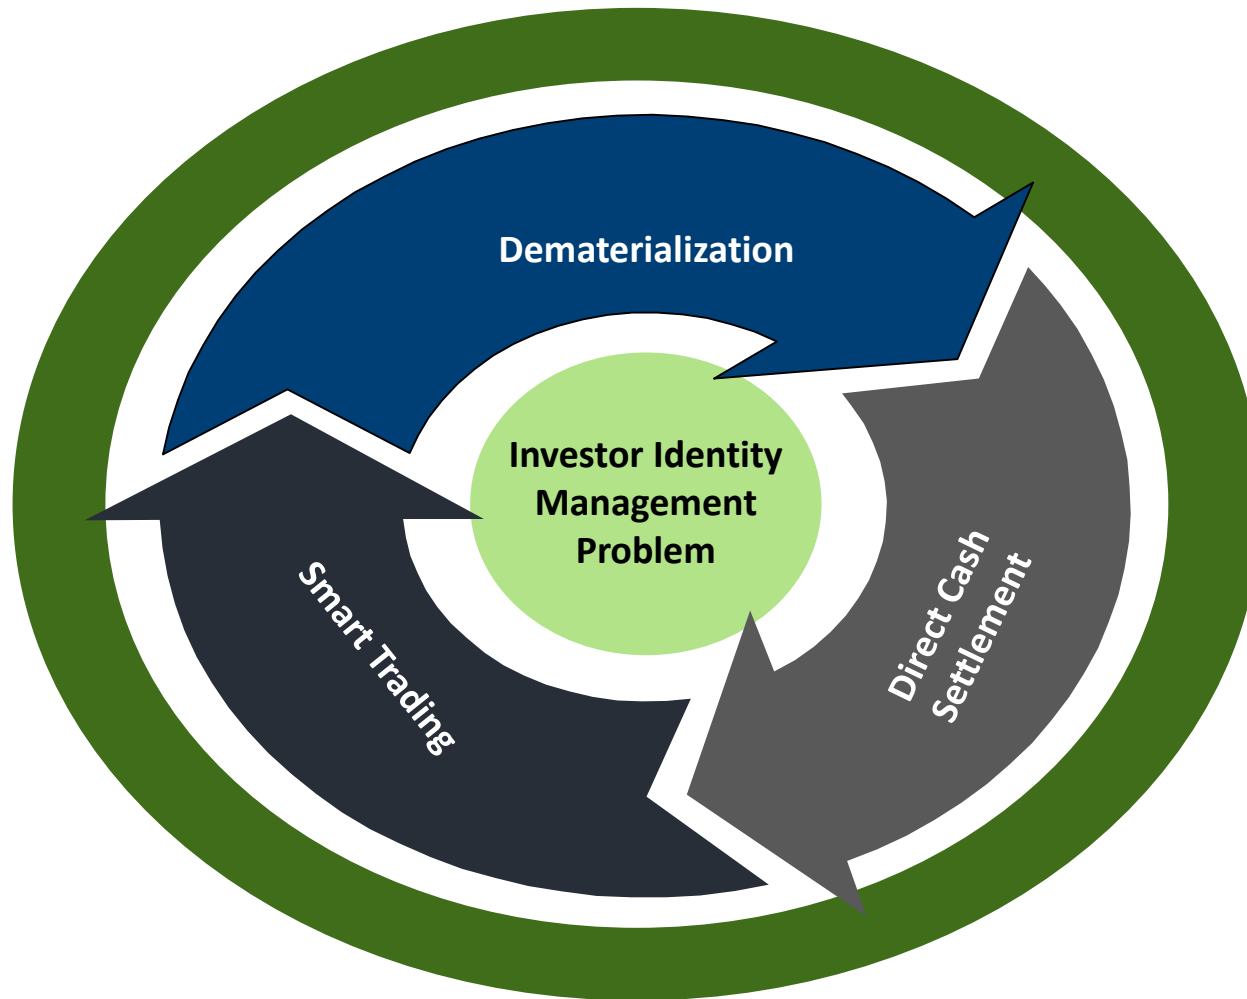 Dematerialization
Investor Identity
Management
Problem
Direct Cash
Settlement
Smart Trading